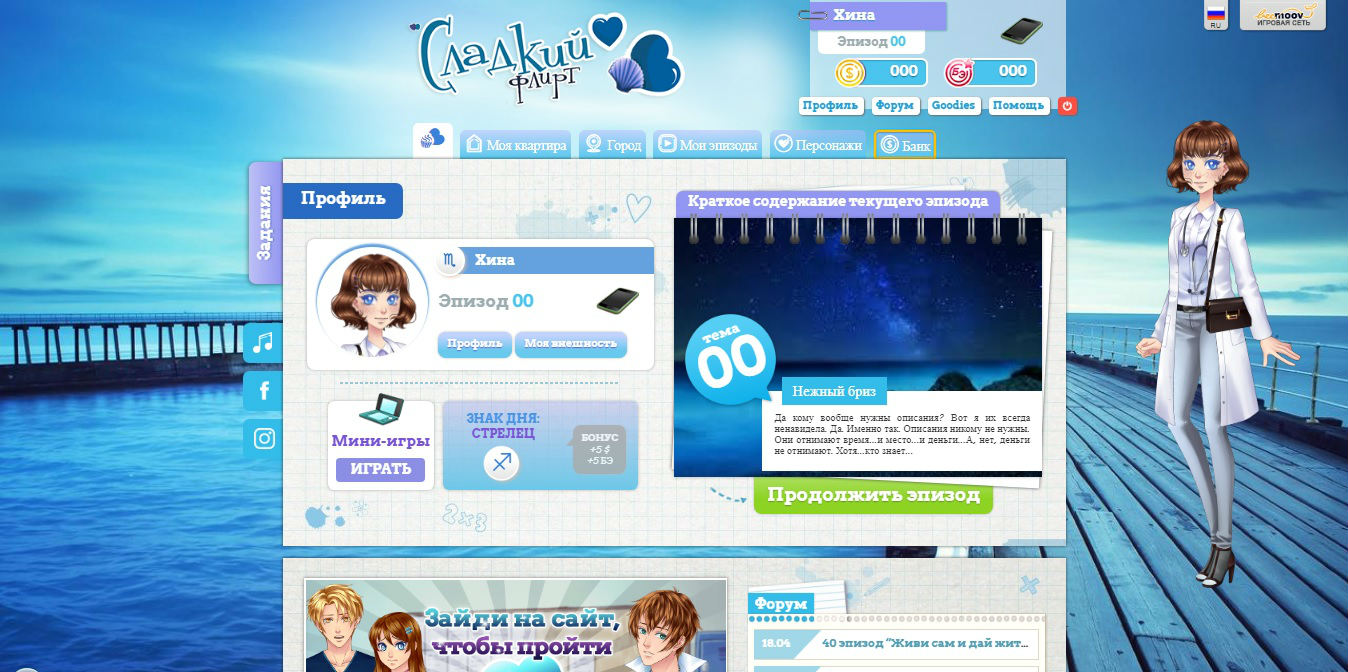 Сладкий
флирт
Хина
Эпизод 00
$ 000
БЭ 000
RU
beemoov
ИГРОВАЯ СЕТЬ
Профиль Форум Goodies Помощь
Моя квартира Город Мои эпизоды Персонажи $ Банк
Задания
Профиль
Хина
Эпизод 00
Профиль Моя внешность
Мини-игры
ИГРАТЬ
ЗНАК ДНЯ:
СТРЕЛЕЦ
БОНУС
+5 $
+5 БЭ
2x3
Краткое содержание текущего эпизода
тема
00
Нежный бриз
Да кому вообще нужны описания? Вот я их всегда
ненавидела. Да. Именно так. Описания никому не нужны.
Они отнимают время...и место...и деньги...А, нет, деньги
не отнимают. Хотя...кто знает...
Продолжить эпизод
Зайди на сайт,
чтобы пройти
Форум
18.04 40 эпизод "Живи сам и дай жит...